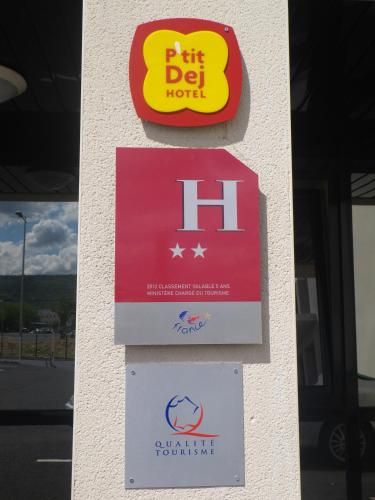 P'tit
Dej
HOTEL
H
2012 CLASSEMENT VALABLE 5 ANS
MINISTÈRE CHARGÉ DU TOURISME
France
QUALITÉ
TOURISME